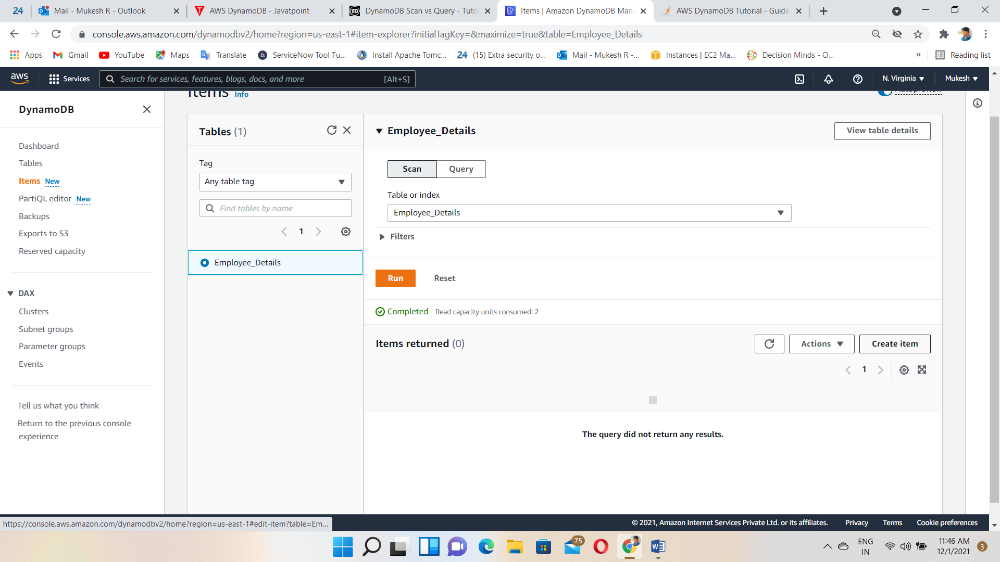 24
Mail - Mukesh R - Outlook
AWS DynamoDB - Javatpoint
DynamoDB Scan vs Query - Tuto
Items | Amazon DynamoDB Man
AWS DynamoDB Tutorial - Guide
console.aws.amazon.com/dynamodbv2/home?region=us-east-1#item-explorer?initialTagKey=&maximize=true&table=Employee_Details
Apps
Gmail
YouTube
Maps
Translate
ServiceNow Tool Tu...
Install Apache Tomc...
24 (15) Extra security o...
Mail - Mukesh R -...
Instances | EC2 Ma...
Decision Minds - O...
»
Reading list
aws
Services
Search for services, features, blogs, docs, and more
[Alt+S]
N. Virginia
Mukesh
DynamoDB
Dashboard
Tables
Items New
PartiQL editor New
Backups
Exports to S3
Reserved capacity
DAX
Clusters
Subnet groups
Parameter groups
Events
Tell us what you think
Return to the previous console
experience
Items Info
Tables (1)
Tag
Any table tag
Find tables by name
1
Employee_Details
Employee_Details
View table details
Scan
Query
Table or index
Employee_Details
Filters
Run
Reset
Completed
Read capacity units consumed: 2
Items returned (0)
Actions
Create item
1
The query did not return any results.
https://console.aws.amazon.com/dynamodbv2/home?region=us-east-1#edit-item?table=Em...
© 2021, Amazon Internet Services Private Ltd. or its affiliates.
Privacy
Terms
Cookie preferences
75
ENG
IN
11:46 AM
12/1/2021
3